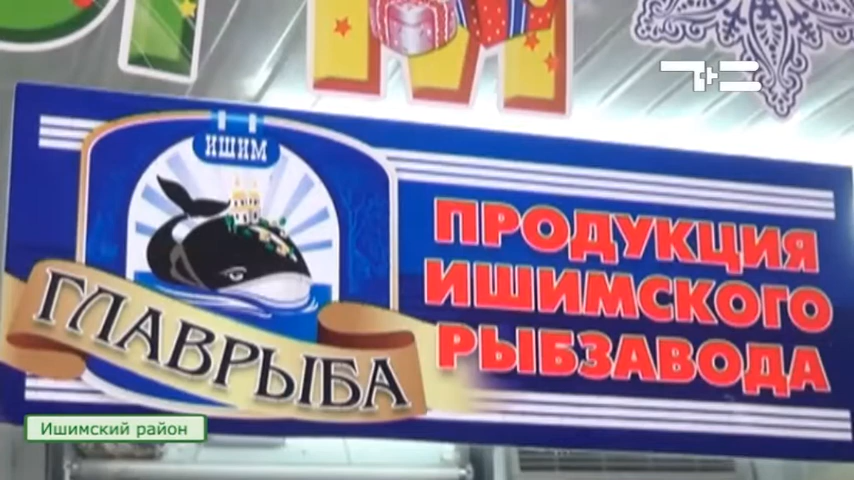 ИШИМ
ГЛАВРЫБА
ПРОДУКЦИЯ
ИШИМСКОГО
РЫБЗАВОДА
Ишимский район